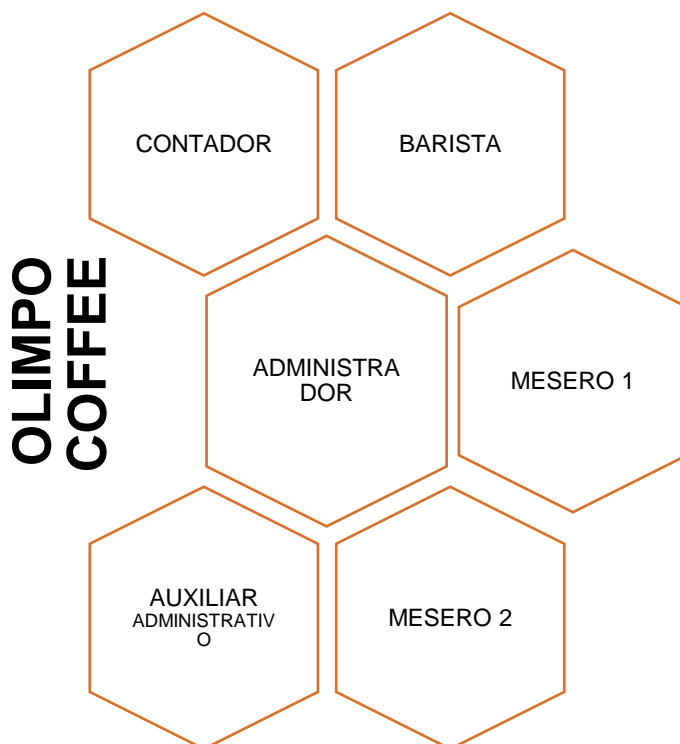 OLIMPO
COFFEE
CONTADOR
BARISTA
ADMINISTRA
DOR
MESERO 1
AUXILIAR
ADMINISTRATIV
O
MESERO 2